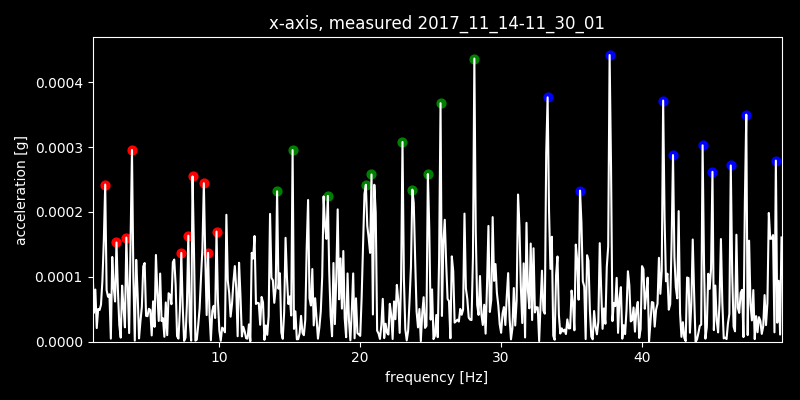 x-axis, measured 2017_11_14-11_30_01
acceleration [g]
0.0004
0.0003
0.0002
0.0001
0.0000
10 20 30 40
frequency [Hz]